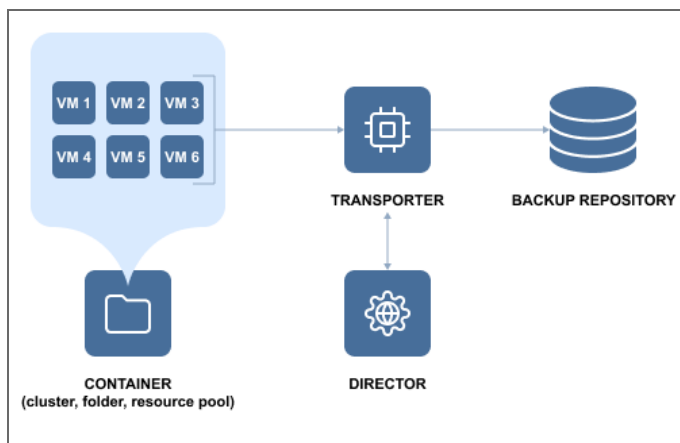 VM 1 VM 2 VM 3
VM 4 VM 5 VM 6
TRANSPORTER
BACKUP REPOSITORY
CONTAINER
(cluster, folder, resource pool)
DIRECTOR